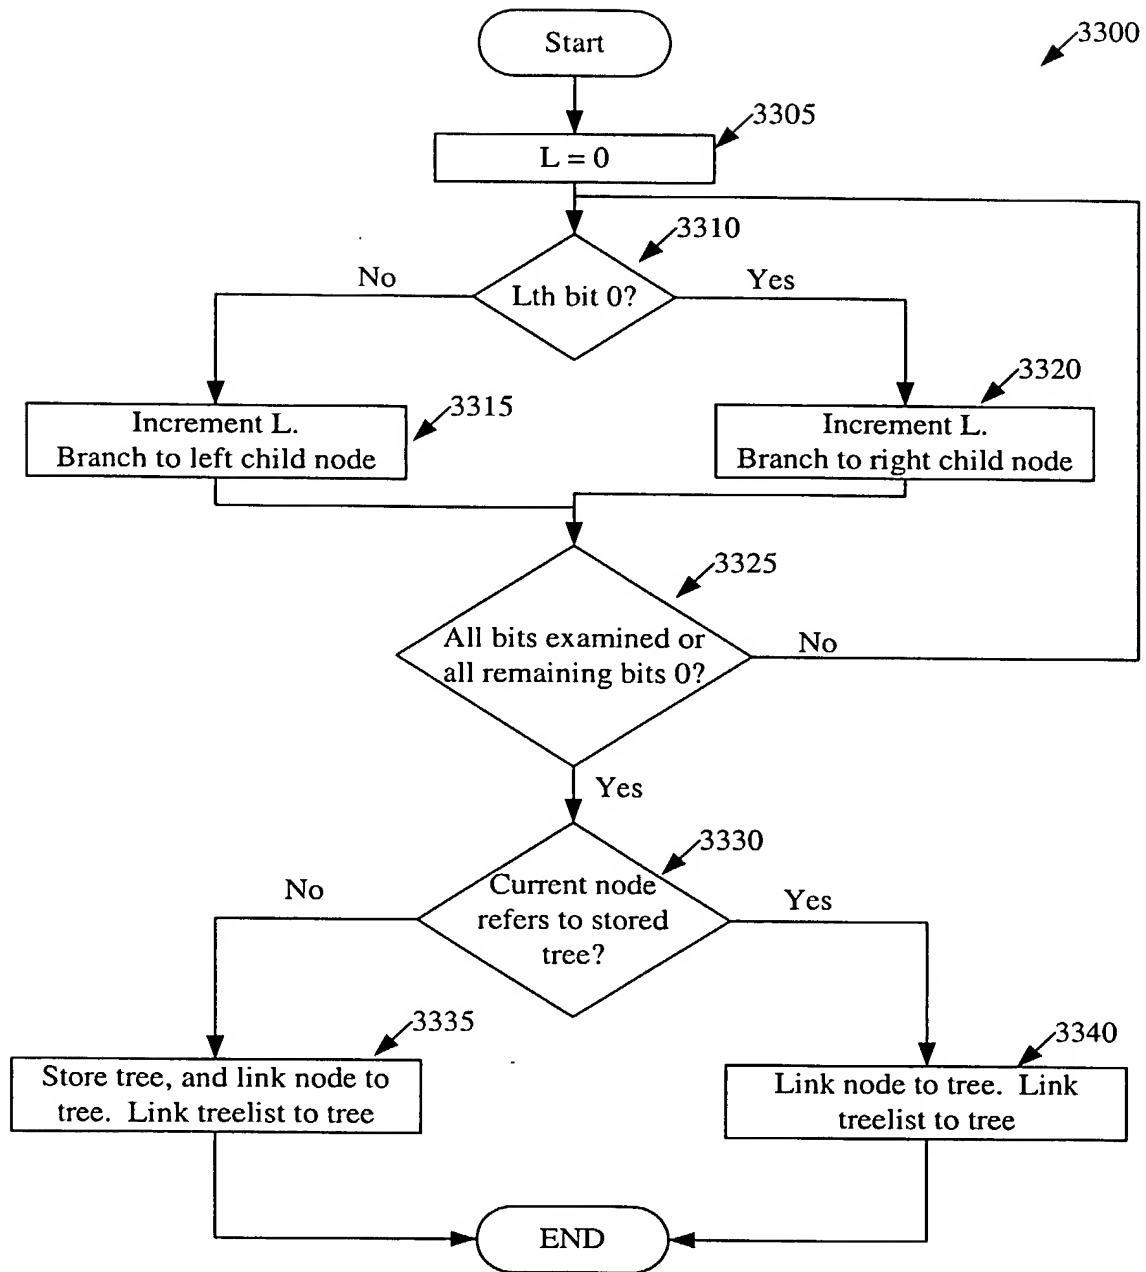 Start
3300
3305
L = 0
3310
No
Lth bit 0?
Yes
3315
3320
Increment L.
Branch to left child node
Increment L.
Branch to right child node
3325
All bits examined or
all remaining bits 0?
No
Yes
3330
No
Current node
refers to stored
tree?
Yes
3335
3340
Store tree, and link node to
tree.  Link treelist to tree
Link node to tree.  Link
treelist to tree
END